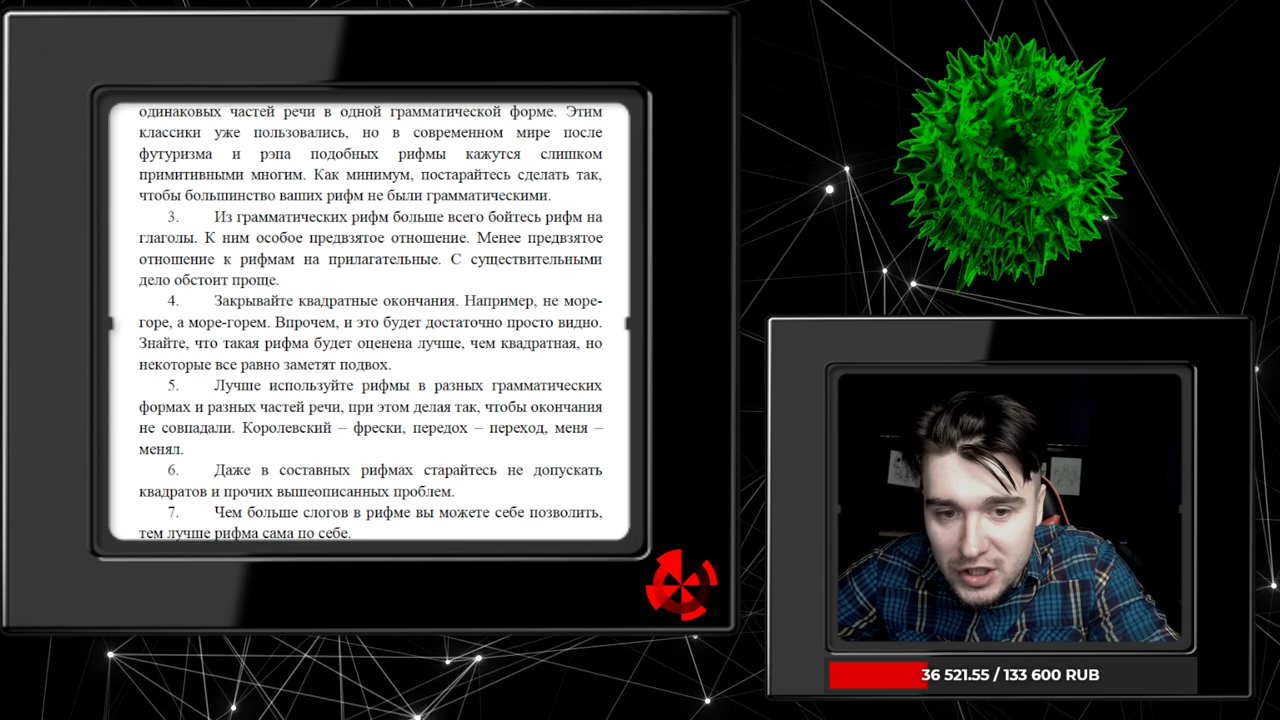 одинаковых частей речи в одной грамматической форме. Этим
классики уже пользовались, но в современном мире после
футуризма и рэпа подобных рифмы кажутся слишком
примитивными многим. Как минимум, постарайтесь сделать так,
чтобы большинство ваших рифм не были грамматическими.
3. Из грамматических рифм больше всего бойтесь рифм на
глаголы. К ним особое предвзятое отношение. Менее предвзятое
отношение к рифмам на прилагательные. С существительными
дело обстоит проще.
4. Закрывайте квадратные окончания. Например, не море-
горе, а море-горем. Впрочем, и это будет достаточно просто видно.
Знайте, что такая рифма будет оценена лучше, чем квадратная, но
некоторые все равно заметят подвох.
5. Лучше используйте рифмы в разных грамматических
формах и разных частей речи, при этом делая так, чтобы окончания
не совпадали. Королевский – фрески, передох – переход, меня –
менял.
6. Даже в составных рифмах старайтесь не допускать
квадратов и прочих вышеописанных проблем.
7. Чем больше слогов в рифме вы можете себе позволить,
тем лучше рифма сама по себе.
36 521.55 / 133 600 RUB